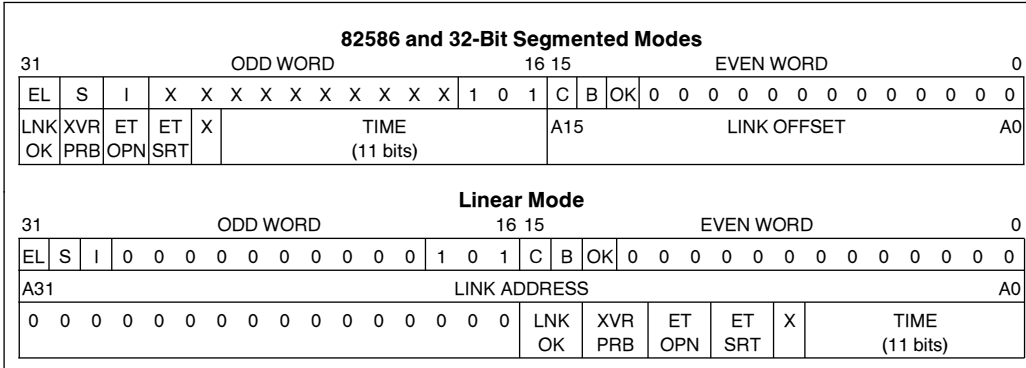 82586 and 32-Bit Segmented Modes
31 ODD WORD 16 15 EVEN WORD 0
EL S I X X X X X X X X X X 1 0 1 C B OK 0 0 0 0 0 0 0 0 0 0 0 0 0
LNK XVR ET ET X TIME A15 LINK OFFSET A0
OK PRB OPN SRT (11 bits)
Linear Mode
31 ODD WORD 16 15 EVEN WORD 0
EL S I 0 0 0 0 0 0 0 0 0 0 1 0 1 C B OK 0 0 0 0 0 0 0 0 0 0 0 0 0
A31 LINK ADDRESS A0
0 0 0 0 0 0 0 0 0 0 0 0 0 0 0 0 LNK XVR ET ET X TIME
OK PRB OPN SRT (11 bits)